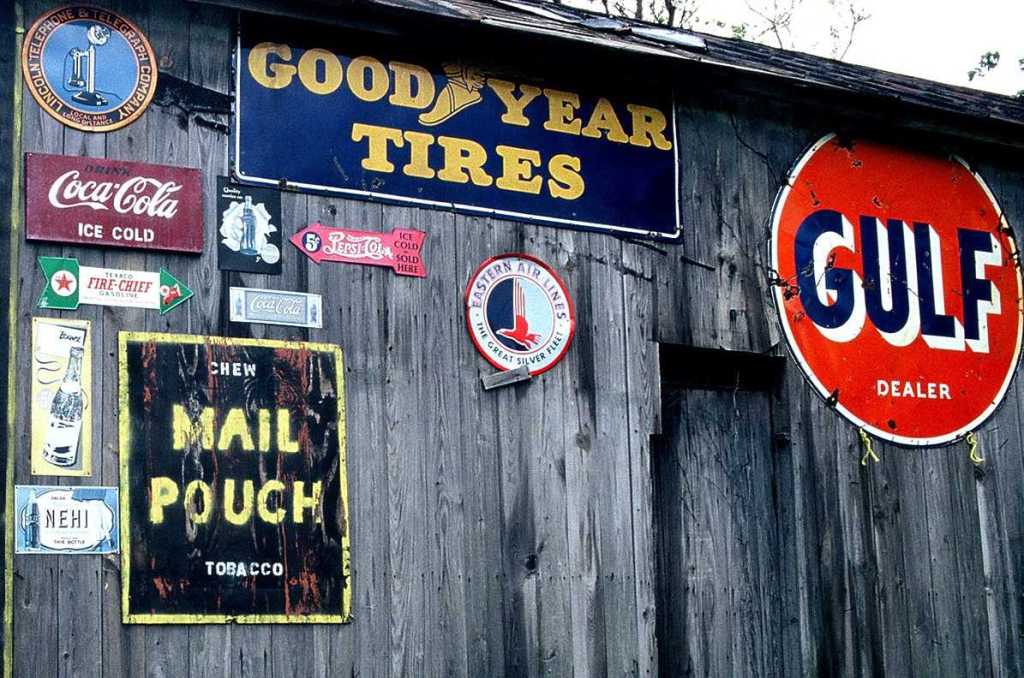 LINCOLN TELEPHONE & TELEGRAPH COMPANY
LOCAL AND
LONG DISTANCE
GOOD YEAR
TIRES
DRINK
Coca-Cola
ICE COLD
Quality
5¢
PEPSI-COLA
ICE COLD
SOLD
HERE
TEXACO
FIRE-CHIEF
GASOLINE
Coca-Cola
EASTERN AIR LINES
THE GREAT SILVER FLEET
GULF
DEALER
CHEW
MAIL
POUCH
TOBACCO
DRINK
NEHI